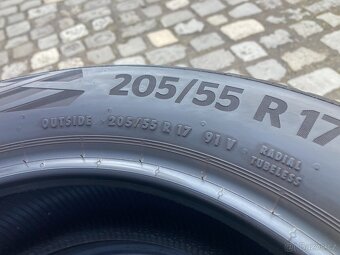 205/55 R 17
OUTSIDE 205/55 R 17 91 V RADIAL
TUBELESS